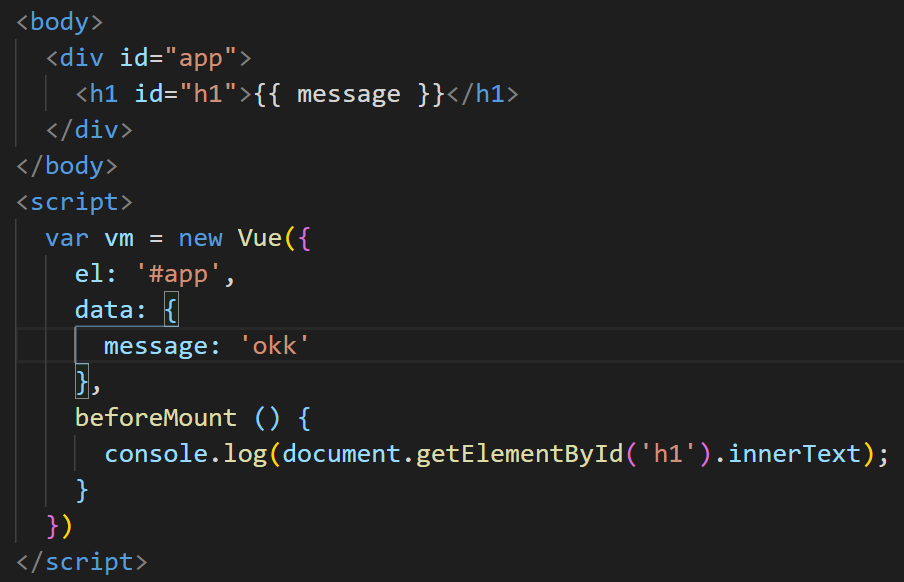 <body>
<div id="app">
<h1 id="h1">{{ message }}</h1>
</div>
</body>
<script>
var vm = new Vue({
el: '#app',
data: {
message: 'okk'
},
beforeMount () {
console.log(document.getElementById('h1').innerText);
}
})
</script>